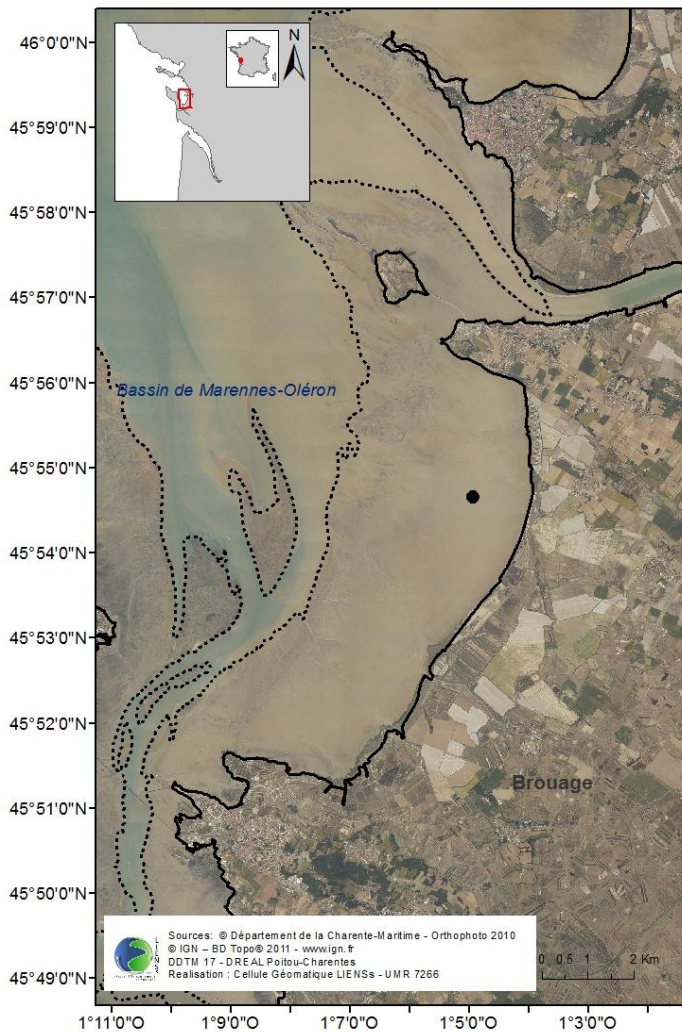 46°0'0"N
N
45°59'0"N
45°58'0"N
45°57'0"N
45°56'0"N
Bassin de Marennes-Oléron
45°55'0"N
45°54'0"N
45°53'0"N
45°52'0"N
45°51'0"N
Brouage
45°50'0"N
45°49'0"N
Sources: © Département de la Charente-Maritime - Orthophoto 2010
© IGN – BD Topo® 2011 - www.ign.fr
DDTM 17 - DREAL Poitou-Charentes
Realisation : Cellule Géomatique LIENSs - UMR 7266
0 0.5 1 2 Km
1°11'0"O 1°9'0"O 1°7'0"O 1°5'0"O 1°3'0"O